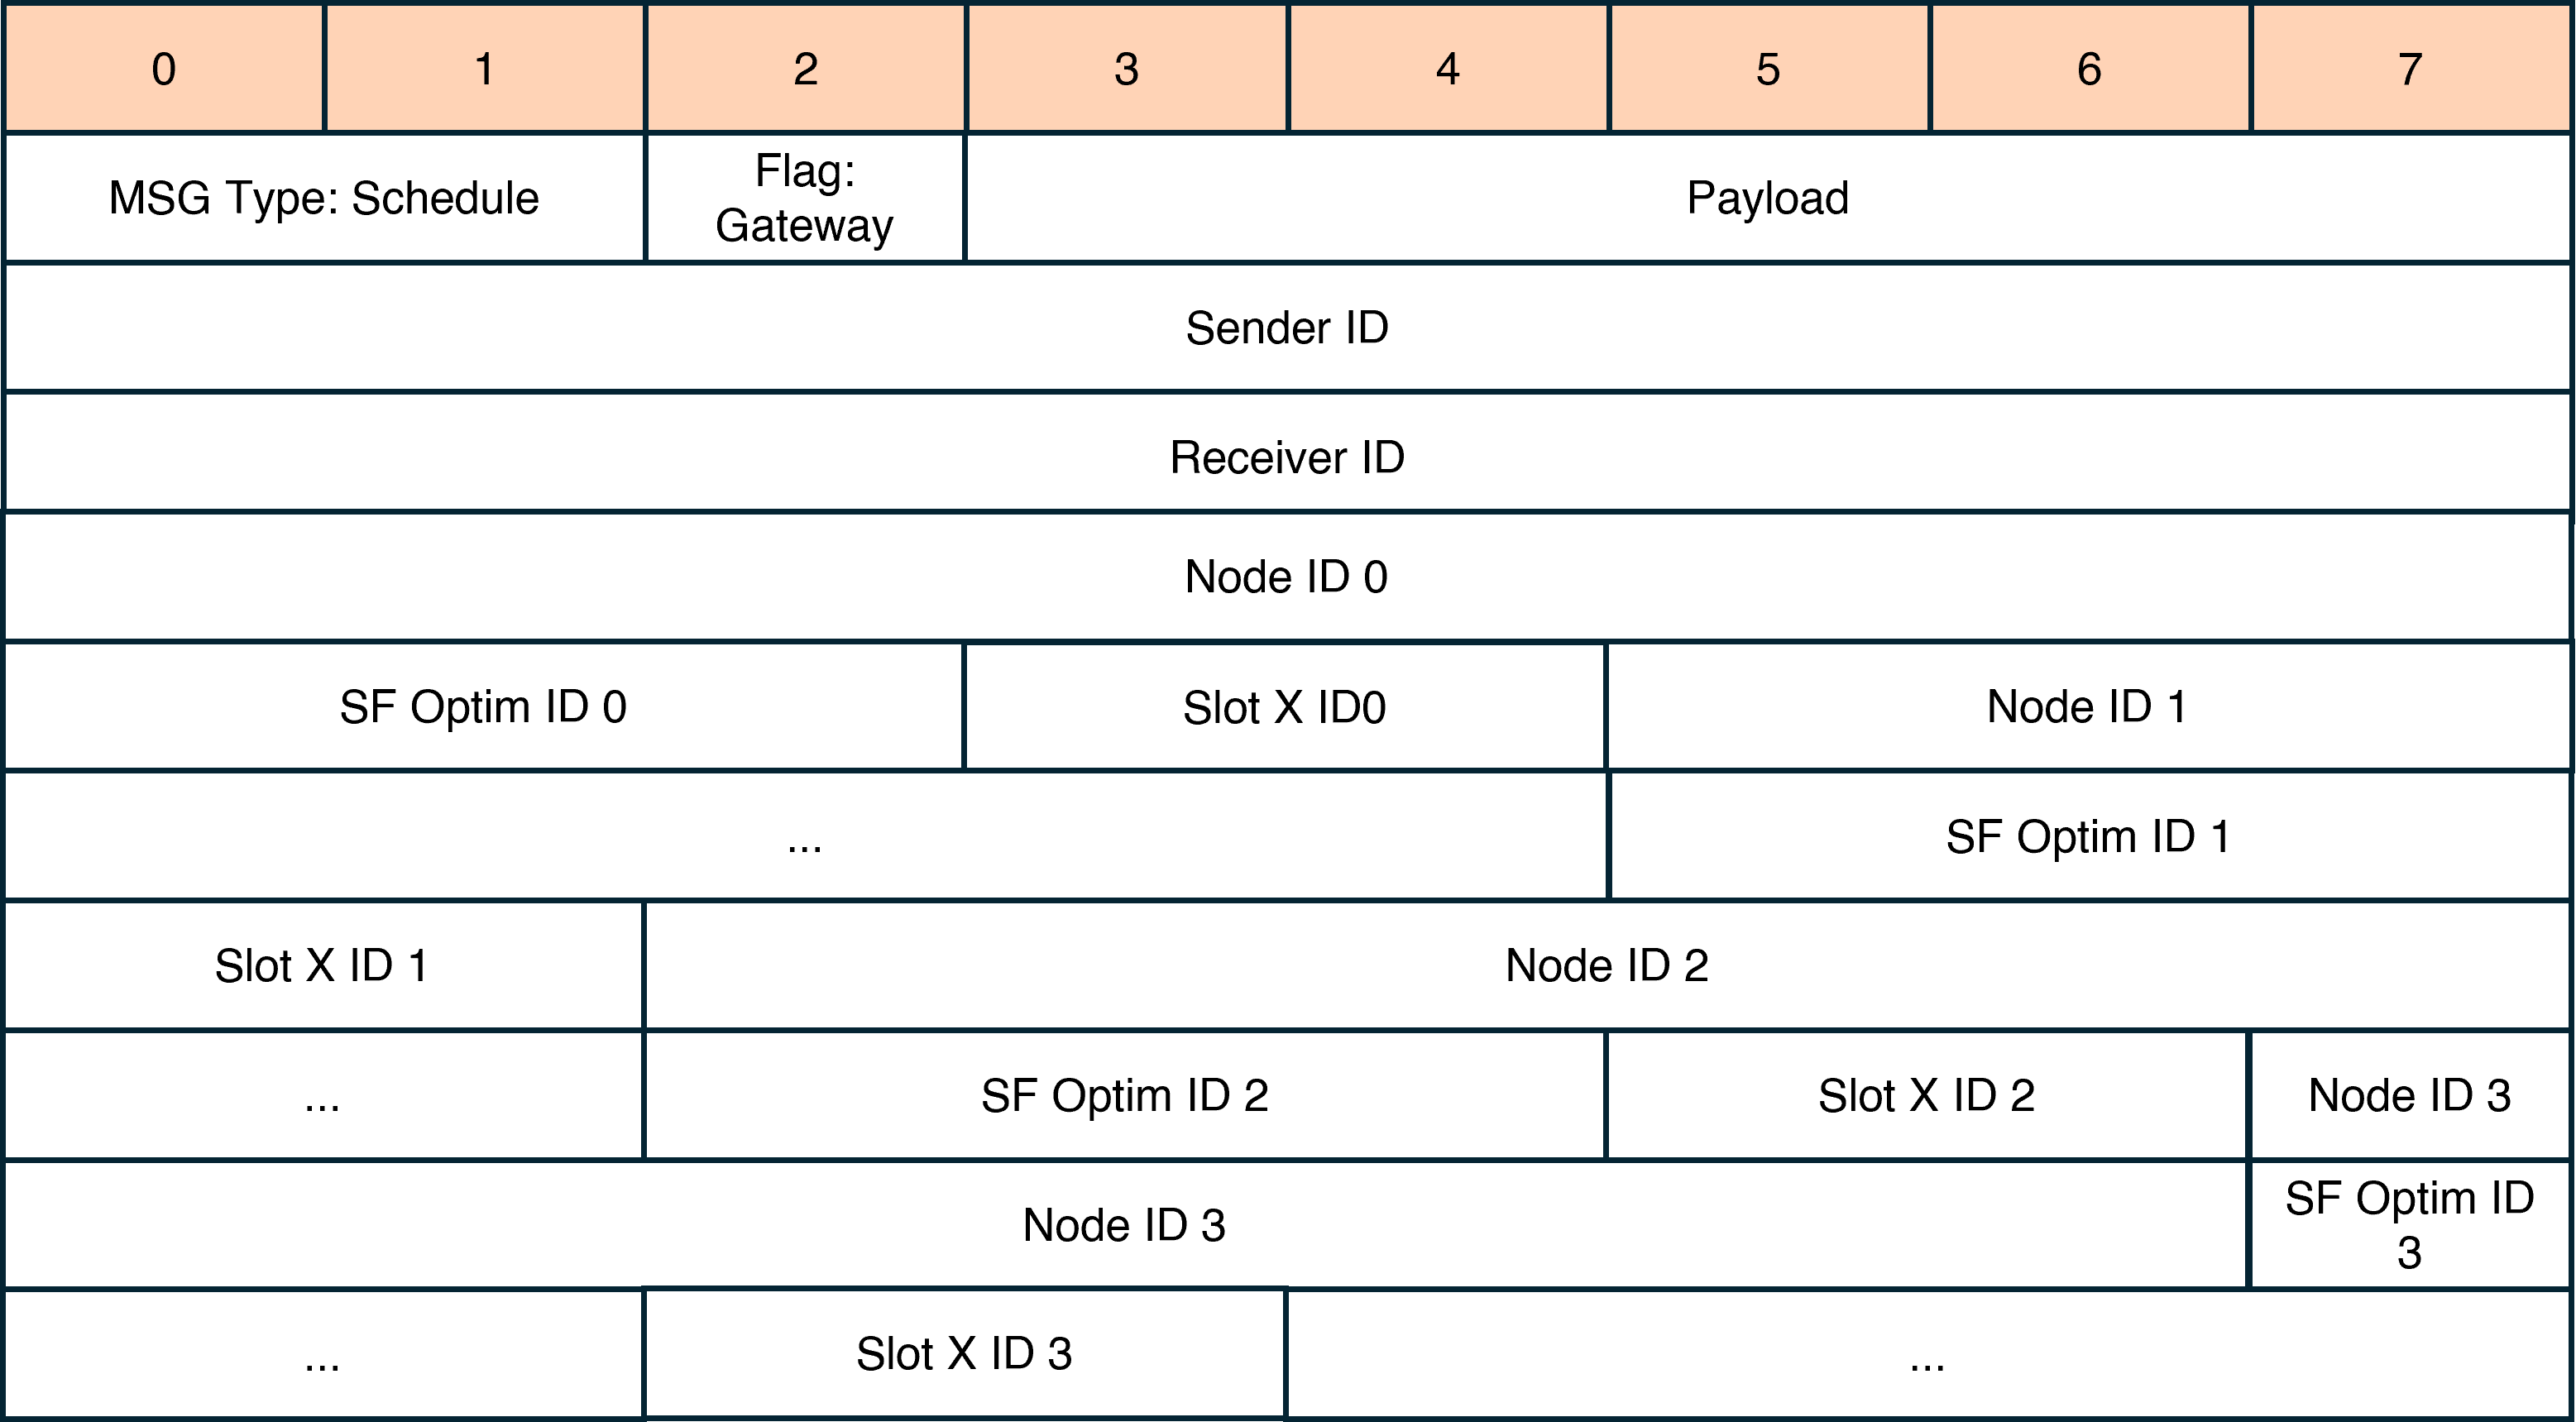 0 1 2 3 4 5 6 7
MSG Type: Schedule
Flag:
Gateway
Payload
Sender ID
Receiver ID
Node ID 0
SF Optim ID 0
Slot X ID0
Node ID 1
...
SF Optim ID 1
Slot X ID 1
Node ID 2
...
SF Optim ID 2
Slot X ID 2
Node ID 3
Node ID 3
SF Optim ID
3
...
Slot X ID 3
...